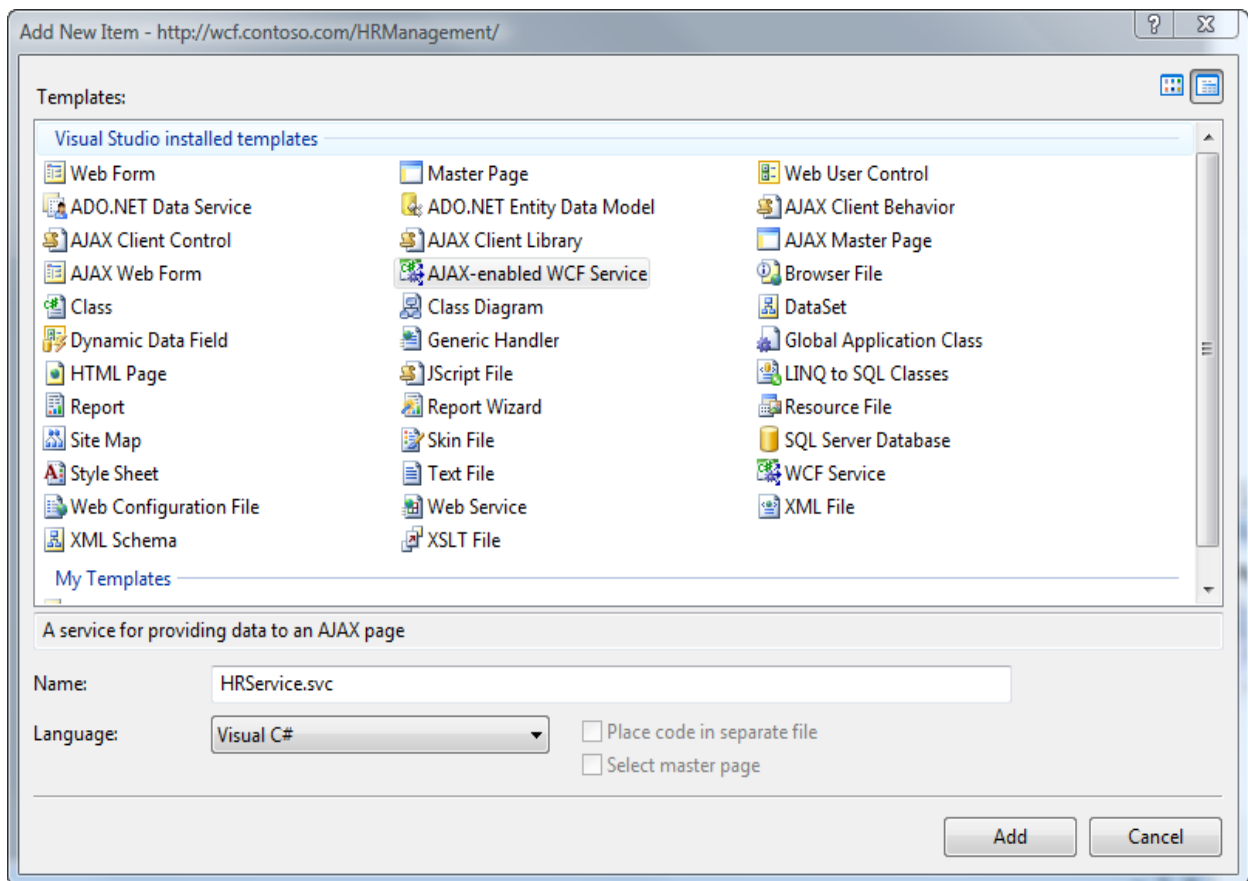 Add New Item - http://wcf.contoso.com/HRManagement/
Templates:
Visual Studio installed templates
Web Form Master Page Web User Control
ADO.NET Data Service ADO.NET Entity Data Model AJAX Client Behavior
AJAX Client Control AJAX Client Library AJAX Master Page
AJAX Web Form AJAX-enabled WCF Service Browser File
Class Class Diagram DataSet
Dynamic Data Field Generic Handler Global Application Class
HTML Page JScript File LINQ to SQL Classes
Report Report Wizard Resource File
Site Map Skin File SQL Server Database
Style Sheet Text File WCF Service
Web Configuration File Web Service XML File
XML Schema XSLT File
My Templates
A service for providing data to an AJAX page
Name: HRService.svc
Language: Visual C# Place code in separate file
Select master page
Add Cancel